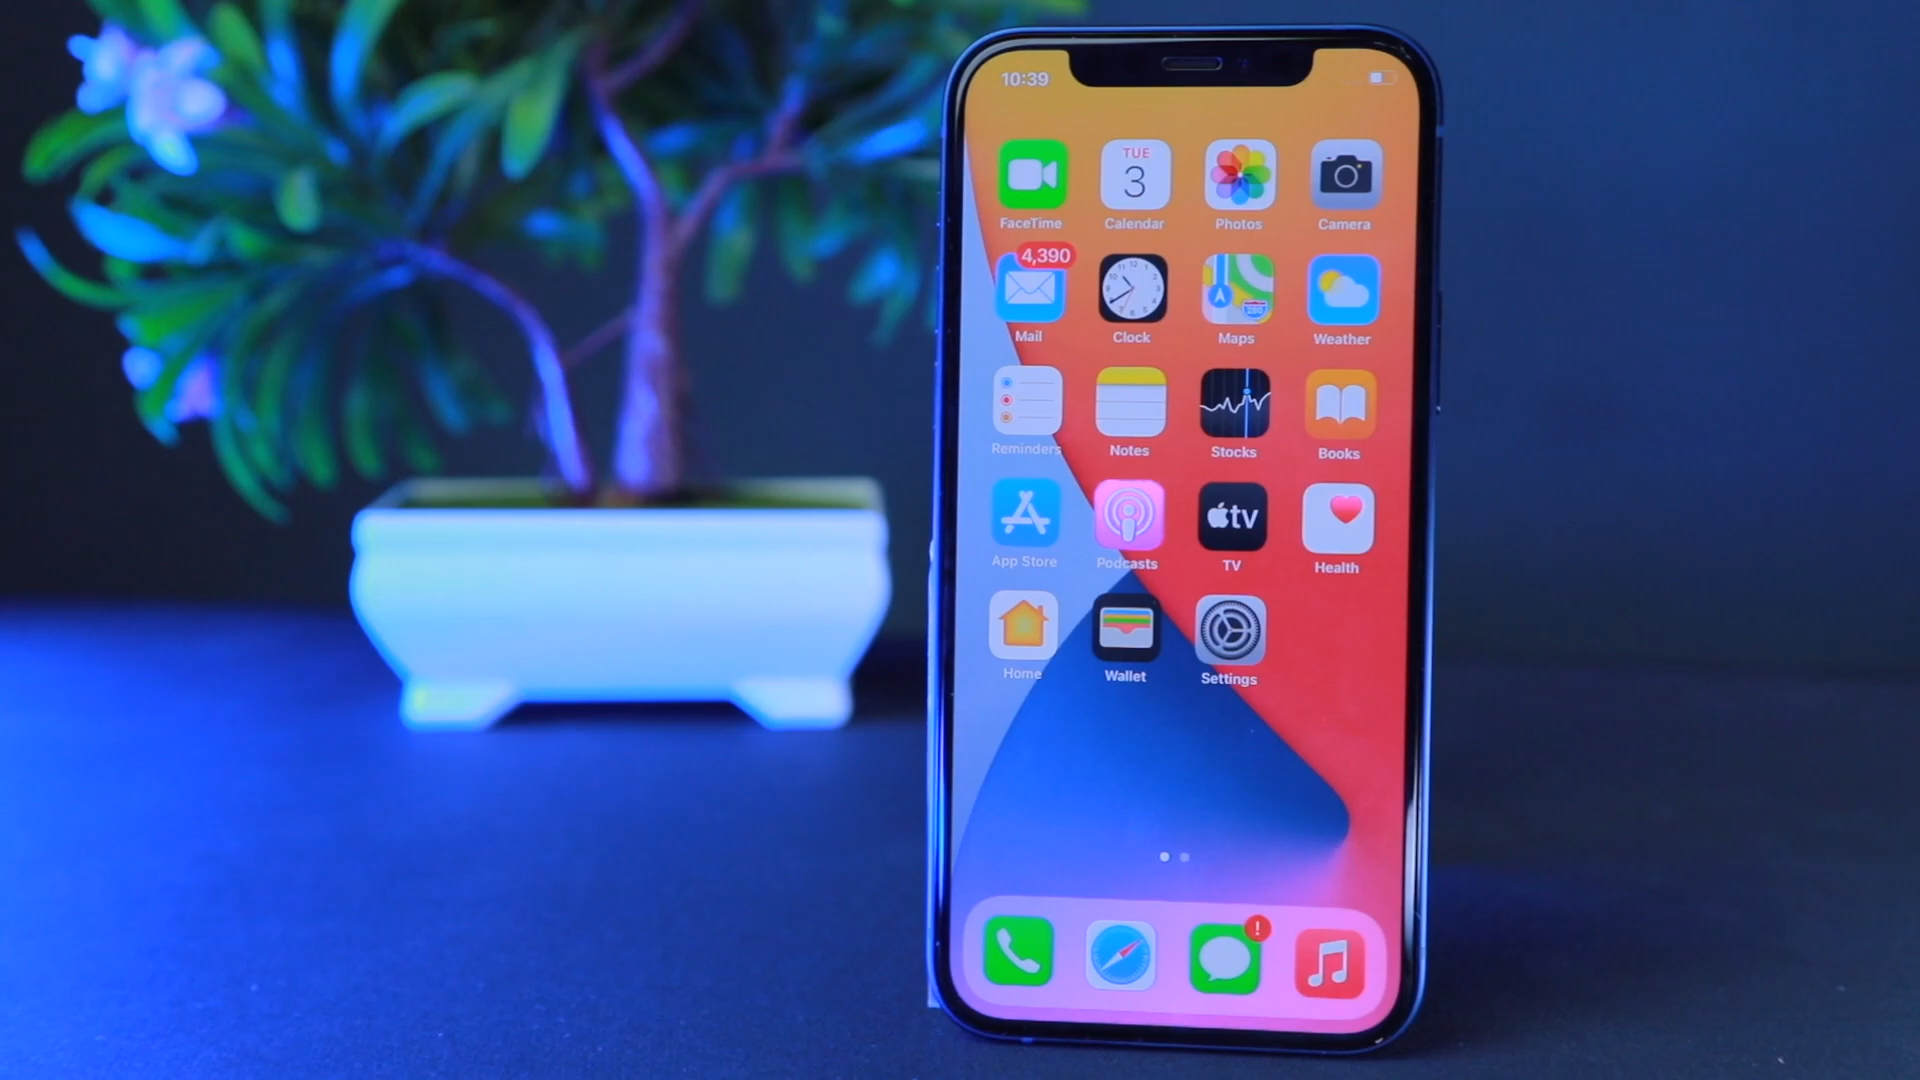 10:39
TUE
3
FaceTime
Calendar
Photos
Camera
4,390
Mail
Clock
Maps
Weather
Reminders
Notes
Stocks
Books
tv
App Store
Podcasts
TV
Health
Home
Wallet
Settings
!